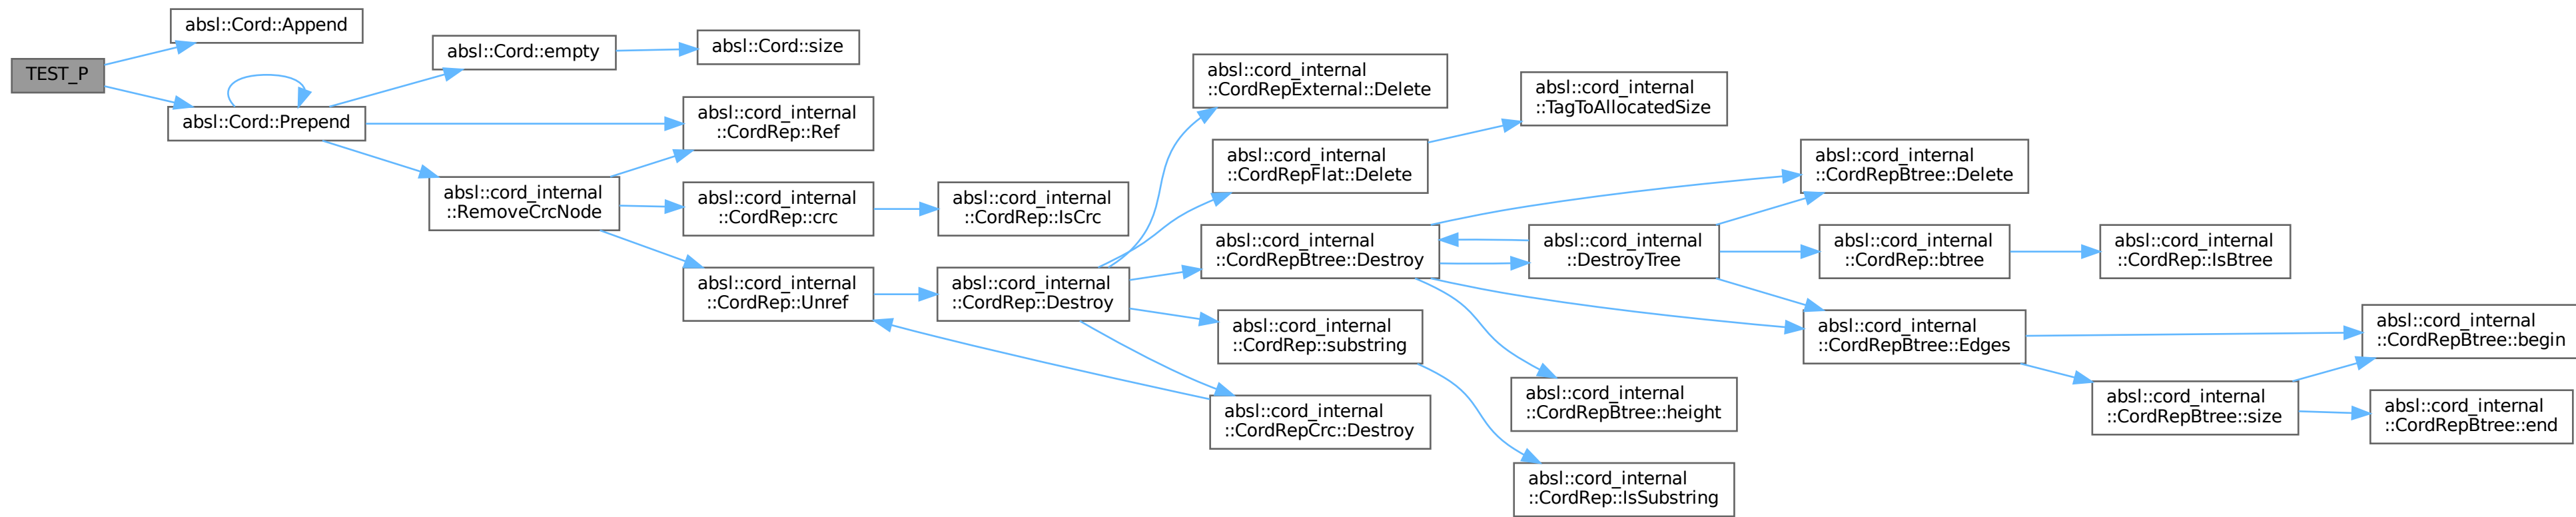 TEST_P
absl::Cord::Append
absl::Cord::Prepend
absl::Cord::empty
absl::Cord::size
absl::cord_internal
::CordRep::Ref
absl::cord_internal
::RemoveCrcNode
absl::cord_internal
::CordRep::crc
absl::cord_internal
::CordRep::IsCrc
absl::cord_internal
::CordRep::Unref
absl::cord_internal
::CordRep::Destroy
absl::cord_internal
::CordRepExternal::Delete
absl::cord_internal
::CordRepFlat::Delete
absl::cord_internal
::TagToAllocatedSize
absl::cord_internal
::CordRepBtree::Destroy
absl::cord_internal
::DestroyTree
absl::cord_internal
::CordRepBtree::Delete
absl::cord_internal
::CordRep::btree
absl::cord_internal
::CordRep::IsBtree
absl::cord_internal
::CordRepBtree::Edges
absl::cord_internal
::CordRepBtree::begin
absl::cord_internal
::CordRepBtree::size
absl::cord_internal
::CordRepBtree::end
absl::cord_internal
::CordRep::substring
absl::cord_internal
::CordRepBtree::height
absl::cord_internal
::CordRepCrc::Destroy
absl::cord_internal
::CordRep::IsSubstring